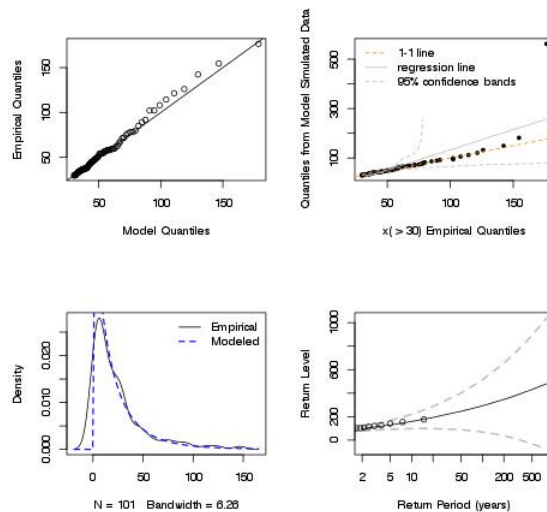 150
100
50
Empirical Quantiles
50
100
150
Model Quantiles
500
300
100
Quantiles from Model Simulated Data
1-1 line
regression line
95% confidence bands
50
100
150
x( > 30) Empirical Quantiles
0.020
0.010
0.000
Density
Empirical
Modeled
0
50
100
150
N = 101 Bandwidth = 6.26
1000
600
200
0
Return Level
2
5
10
50
200
500
Return Period (years)